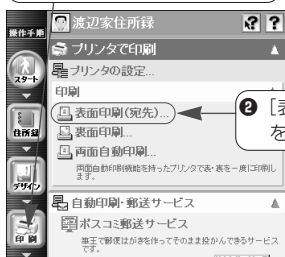 操作手順
渡辺家住所録
? ?
スタート
住所録
デザイン
印刷
プリンタで印刷
プリンタの設定...
印刷
表面印刷(宛先)...
裏面印刷...
両面自動印刷...
両面自動印刷機能を持ったプリンタで表・裏を一度に印刷し
ます。
自動印刷・郵送サービス
ポスコミ郵送サービス
筆王で郵便はがきを作ってそのまま投かんできるサービス
です。
❷ [表
を